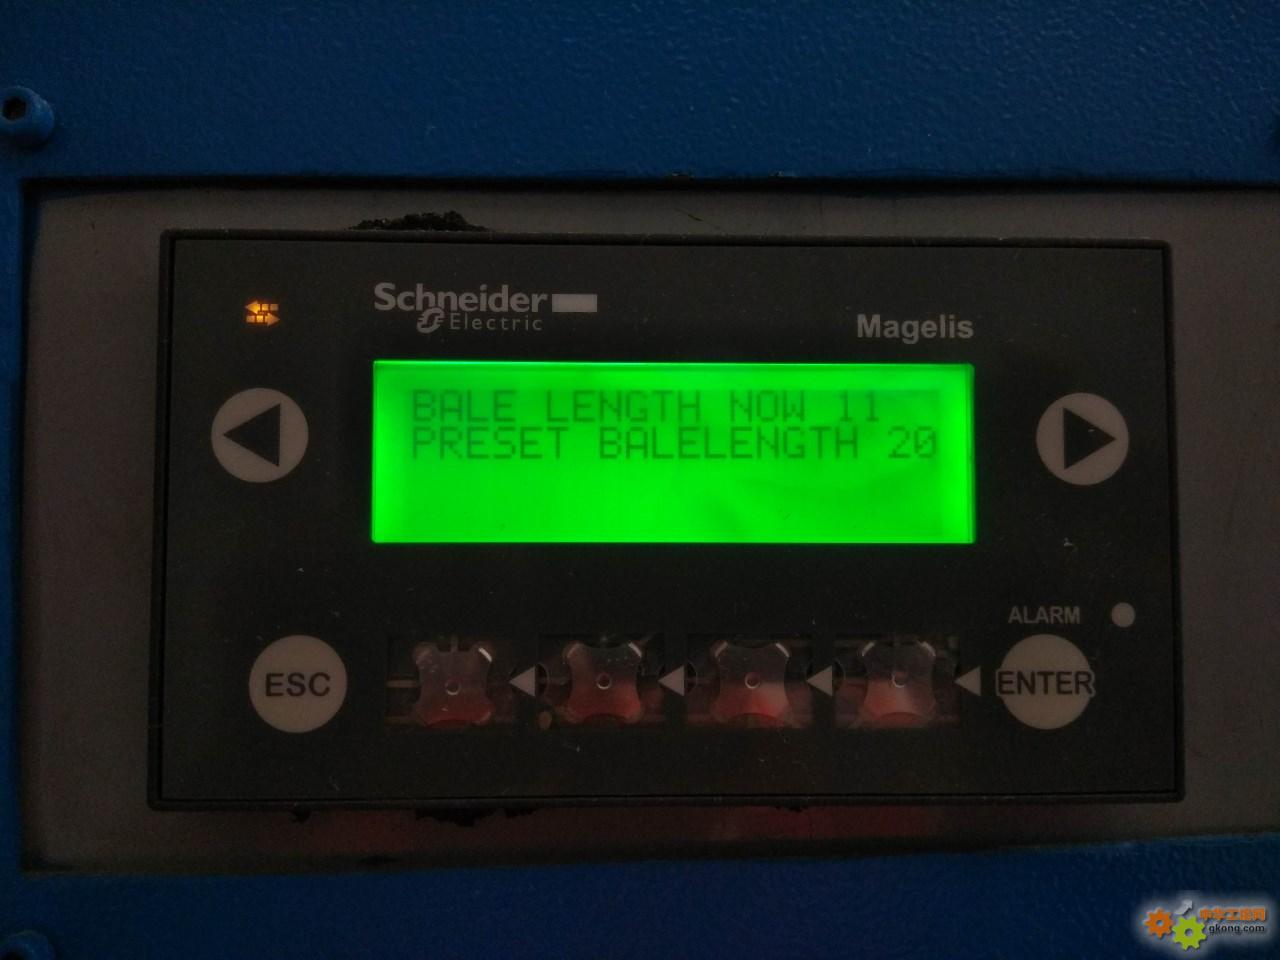 Schneider
Electric
Magelis
BALE LENGTH NOW 11
PRESET BALELENGTH 20
ALARM
ESC
ENTER
中华工控网
gkong.com